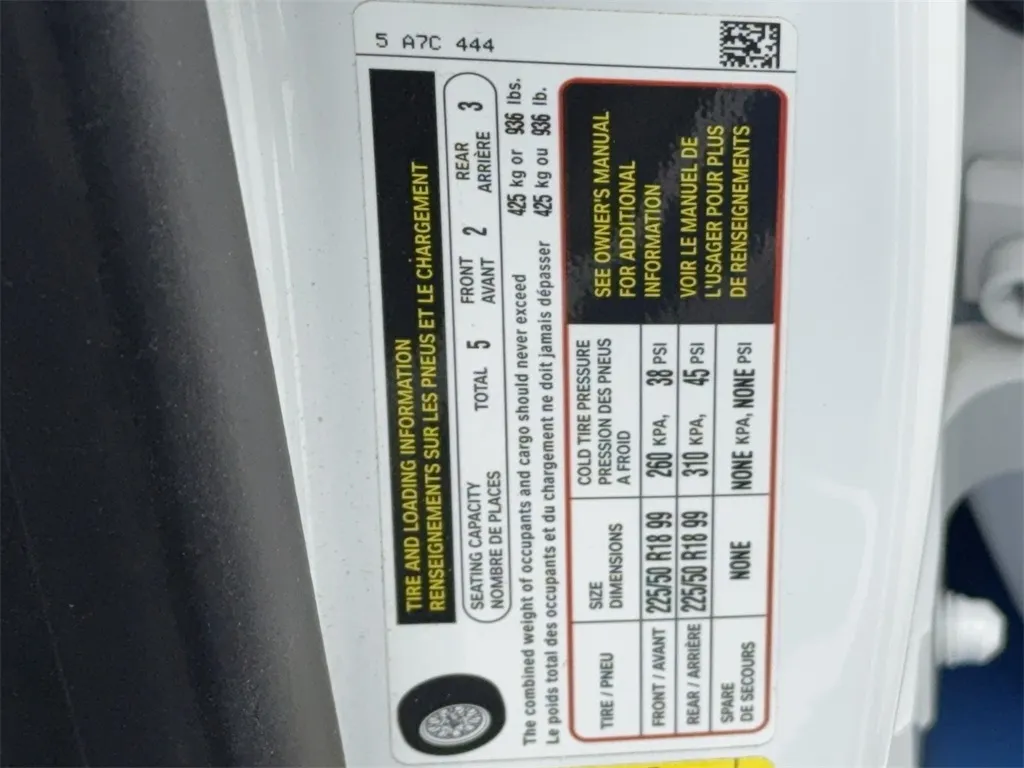 5 A7C 444
TIRE AND LOADING INFORMATION
RENSEIGNEMENTS SUR LES PNEUS ET LE CHARGEMENT
SEATING CAPACITY
NOMBRE DE PLACES
TOTAL 5
FRONT
AVANT 2
REAR
ARRIÈRE 3
The combined weight of occupants and cargo should never exceed 425 kg or 936 lbs.
Le poids total des occupants et du chargement ne doit jamais dépasser 425 kg ou 936 lb.
TIRE / PNEU
SIZE
DIMENSIONS
COLD TIRE PRESSURE
PRESSION DES PNEUS
A FROID
FRONT / AVANT 225/50 R18 99 260 KPA, 38 PSI
REAR / ARRIÈRE 225/50 R18 99 310 KPA, 45 PSI
SPARE
DE SECOURS
NONE NONE KPA, NONE PSI
SEE OWNER'S MANUAL
FOR ADDITIONAL
INFORMATION
VOIR LE MANUEL DE
L'USAGER POUR PLUS
DE RENSEIGNEMENTS